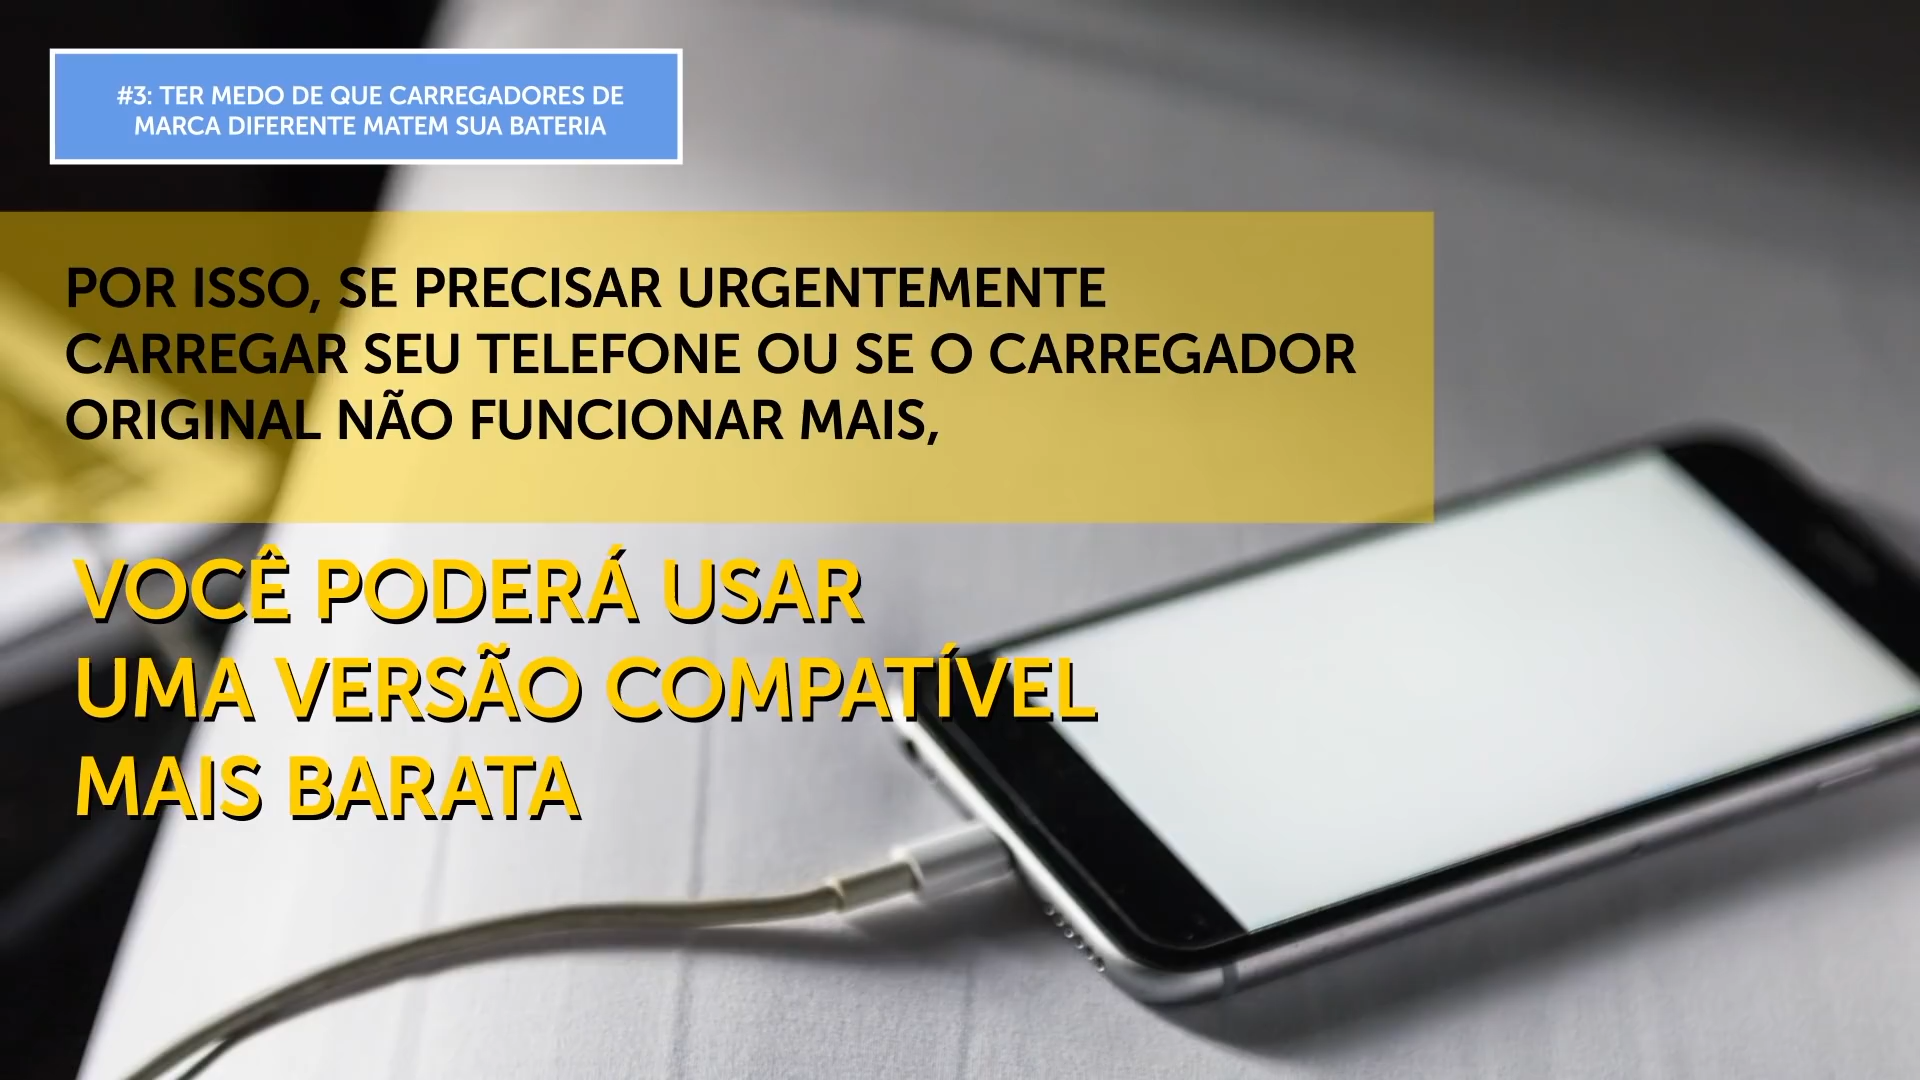 #3: TER MEDO DE QUE CARREGADORES DE
MARCA DIFERENTE MATEM SUA BATERIA
POR ISSO, SE PRECISAR URGENTEMENTE
CARREGAR SEU TELEFONE OU SE O CARREGADOR
ORIGINAL NÃO FUNCIONAR MAIS,
VOCÊ PODERÁ USAR
UMA VERSÃO COMPATÍVEL
MAIS BARATA